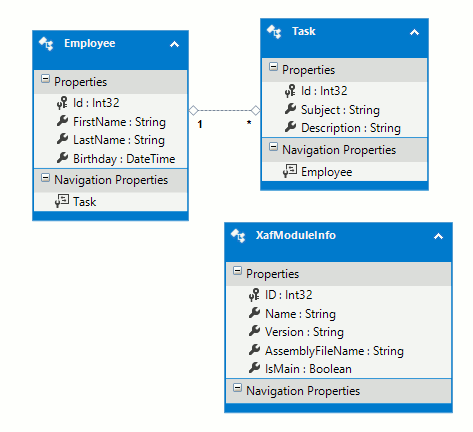 Employee
Properties
Id : Int32
FirstName : String
LastName : String
Birthday : DateTime
Navigation Properties
Task
1
*
Task
Properties
Id : Int32
Subject : String
Description : String
Navigation Properties
Employee
XafModuleInfo
Properties
ID : Int32
Name : String
Version : String
AssemblyFileName : String
IsMain : Boolean
Navigation Properties